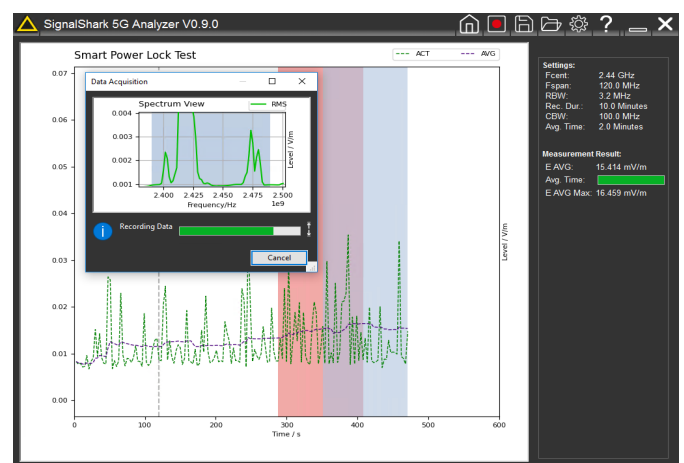 SignalShark 5G Analyzer V0.9.0
?
Smart Power Lock Test
--- ACT --- AVG
0.07
0.06
0.05
0.04
0.03
0.02
0.01
0.00
0 100 200 300 400 500 600
Time / s
Level / V/m
Data Acquisition
Spectrum View
RMS
0.004
0.003
0.002
0.001
2.400 2.425 2.450 2.475 2.500
Frequency/Hz 1e9
Level / V/m
i
Recording Data
Cancel
Settings:
Fcent: 2.44 GHz
Fspan: 120.0 MHz
RBW: 3.2 MHz
Rec. Dur.: 10.0 Minutes
CBW: 100.0 MHz
Avg. Time: 2.0 Minutes
Measurement Result:
E AVG: 15.414 mV/m
Avg. Time:
E AVG Max: 16.459 mV/m